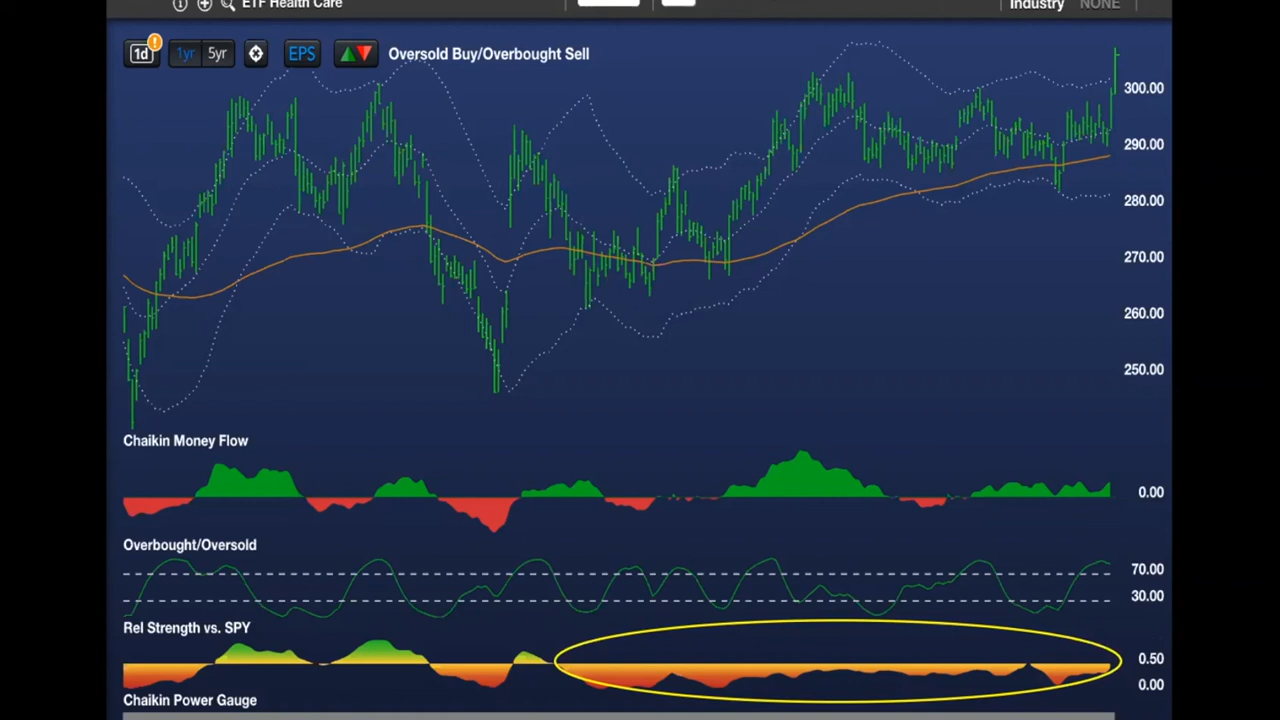 ETF Health Care
Industry NONE
1d ! 1yr 5yr EPS Oversold Buy/Overbought Sell
300.00
290.00
280.00
270.00
260.00
250.00
Chaikin Money Flow
0.00
Overbought/Oversold
70.00
30.00
Rel Strength vs. SPY
0.50
0.00
Chaikin Power Gauge